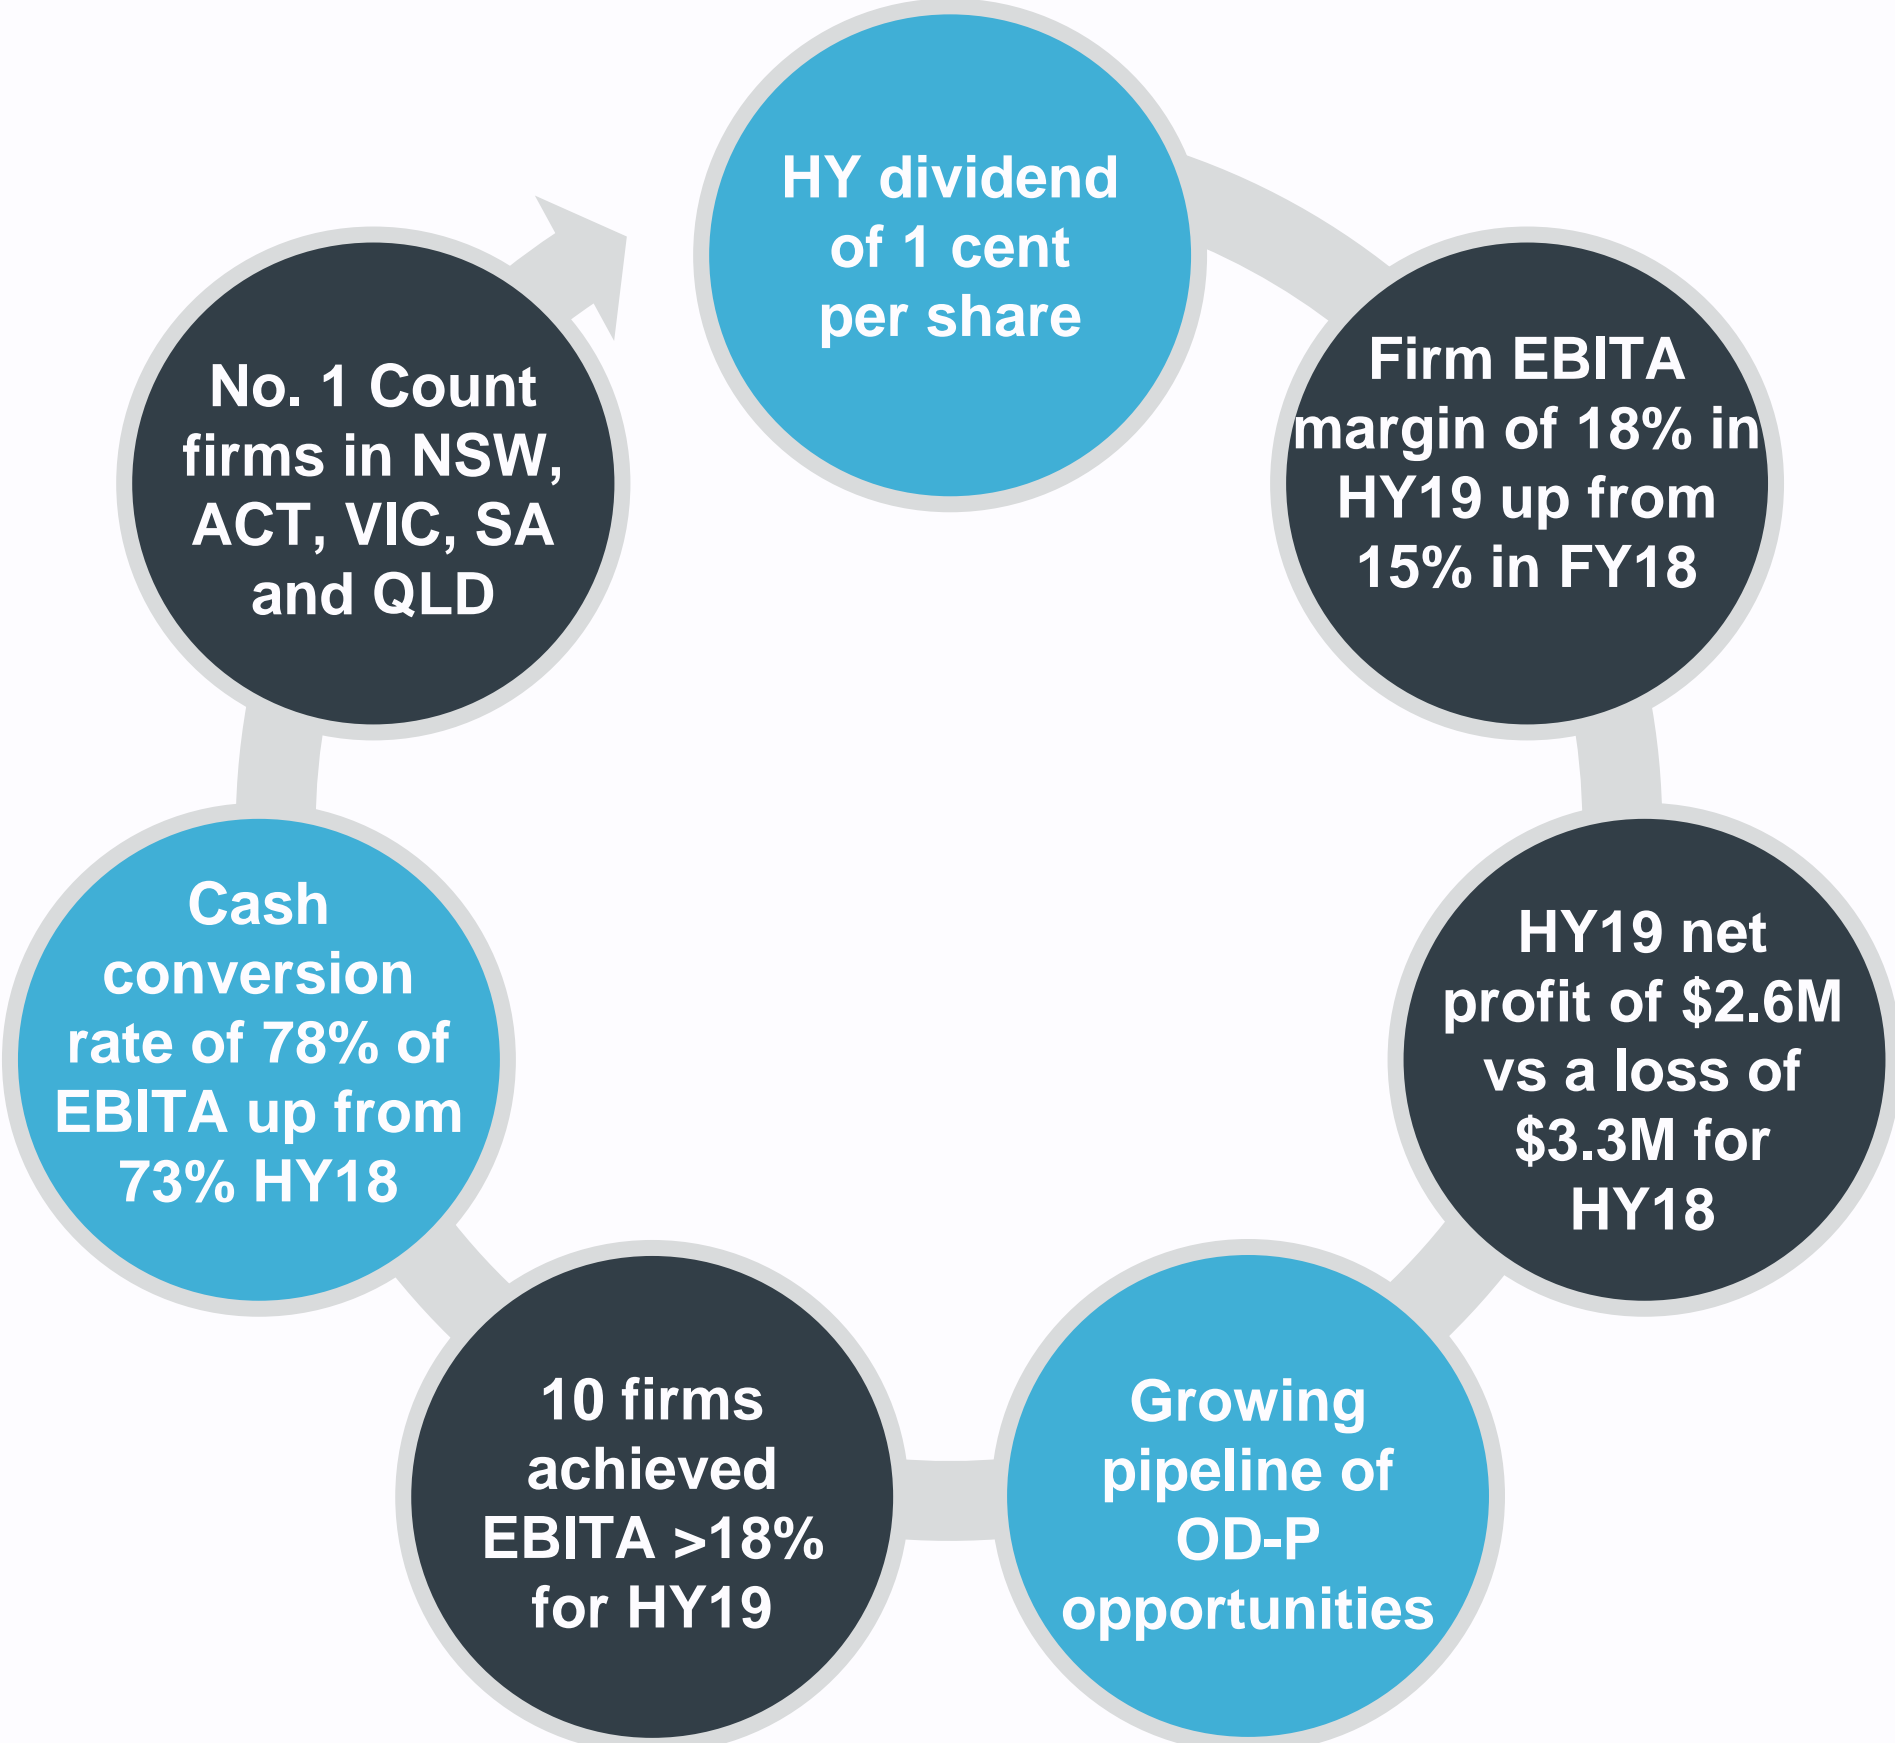 HY dividend
of 1 cent
per share
Firm EBITA
margin of 18% in
HY19 up from
15% in FY18
HY19 net
profit of $2.6M
vs a loss of
$3.3M for
HY18
Growing
pipeline of
OD-P
opportunities
10 firms
achieved
EBITA >18%
for HY19
Cash
conversion
rate of 78% of
EBITA up from
73% HY18
No. 1 Count
firms in NSW,
ACT, VIC, SA
and QLD